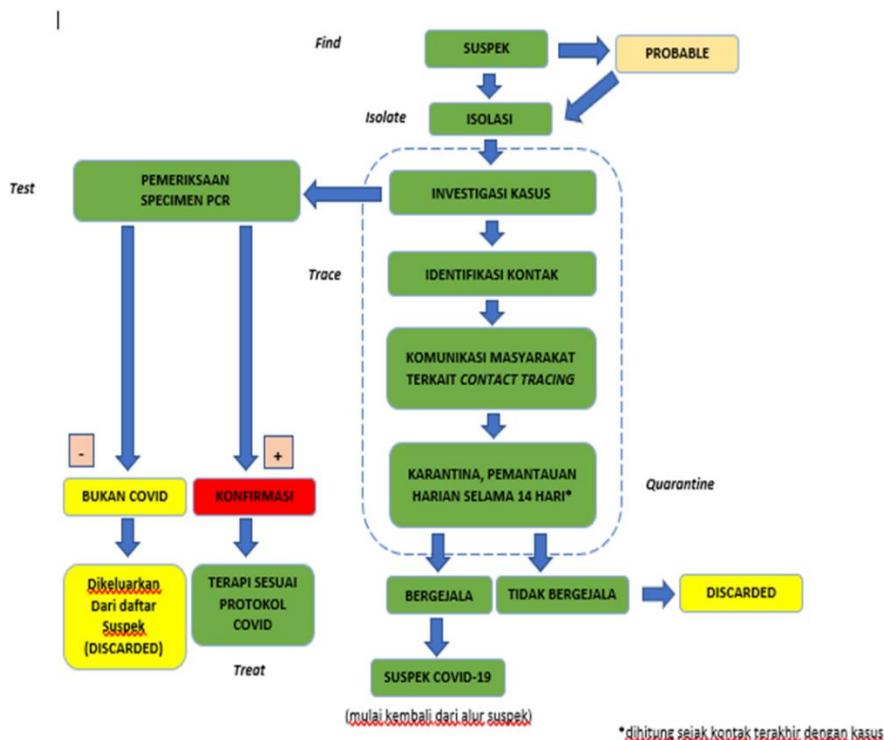 Find
SUSPEK
PROBABLE
Isolate
ISOLASI
Test
PEMERIKSAAN
SPECIMEN PCR
INVESTIGASI KASUS
Trace
IDENTIFIKASI KONTAK
KOMUNIKASI MASYARAKAT
TERKAIT CONTACT TRACING
-
+
KARANTINA, PEMANTAUAN
HARIAN SELAMA 14 HARI*
Quarantine
BUKAN COVID
KONFIRMASI
Dikeluarkan
Dari daftar
Suspek
(DISCARDED)
TERAPI SESUAI
PROTOKOL
COVID
Treat
BERGEJALA
TIDAK BERGEJALA
DISCARDED
SUSPEK COVID-19
(mulai kembali dari alur suspek)
*dihitung sejak kontak terakhir dengan kasus